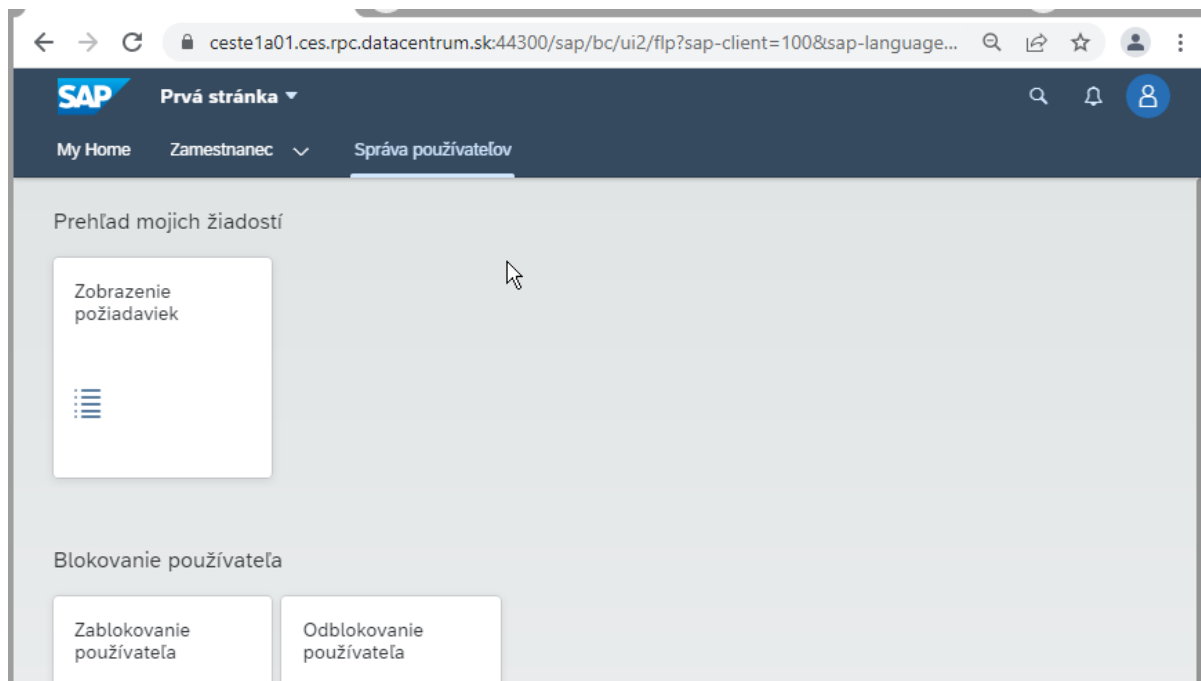 ceste1a01.ces.rpc.datacentrum.sk:44300/sap/bc/ui2/flp?sap-client=100&sap-language...
SAP Prvá stránka
My Home Zamestnanec Správa používateľov
Prehľad mojich žiadostí
Zobrazenie
požiadaviek
Blokovanie používateľa
Zablokovanie
používateľa
Odblokovanie
používateľa